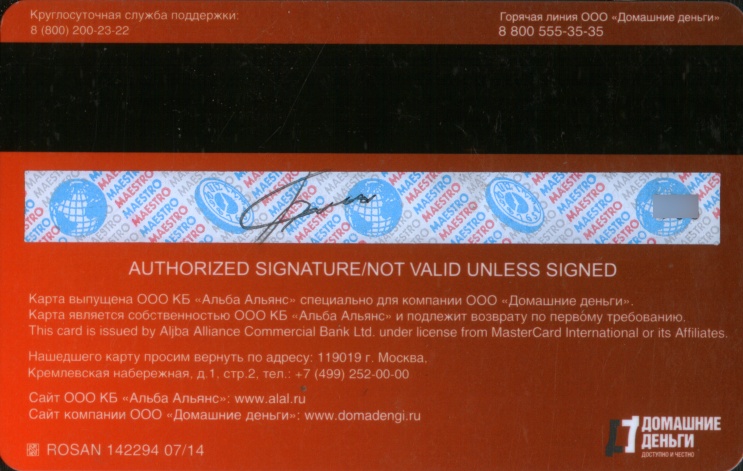 Круглосуточная служба поддержки:
8 (800) 200-23-22
Горячая линия ООО «Домашние деньги»
8 800 555-35-35
MAESTRO MAESTRO MAESTRO MAESTRO
AUTHORIZED SIGNATURE/NOT VALID UNLESS SIGNED
Карта выпущена ООО КБ «Альба Альянс» специально для компании ООО «Домашние деньги».
Карта является собственностью ООО КБ «Альба Альянс» и подлежит возврату по первому требованию.
This card is issued by Aljba Alliance Commercial Bank Ltd. under license from MasterCard International or its Affiliates.
Нашедшего карту просим вернуть по адресу: 119019 г. Москва,
Кремлевская набережная, д.1, стр.2, тел.: +7 (499) 252-00-00
Сайт ООО КБ «Альба Альянс»: www.alal.ru
Сайт компании ООО «Домашние деньги»: www.domadengi.ru
ROSAN 142294 07/14
ДОМАШНИЕ
ДЕНЬГИ
ДОСТУПНО И ЧЕСТНО